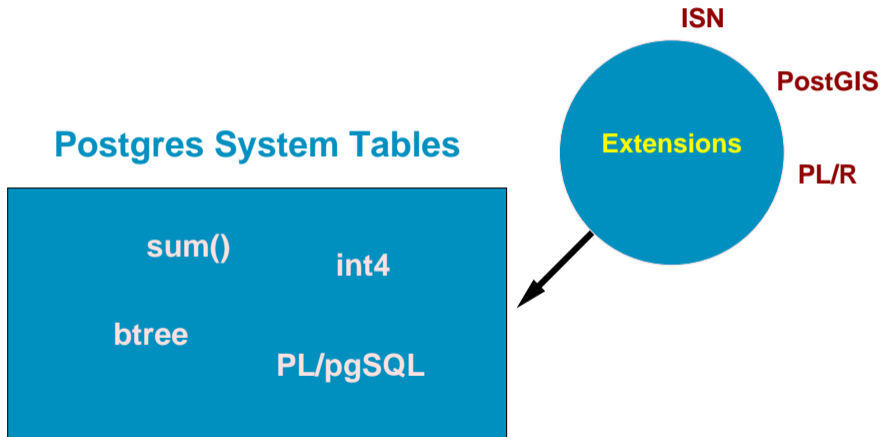 ISN
PostGIS
Extensions
Postgres System Tables
PL/R
sum()
int4
btree
PL/pgSQL